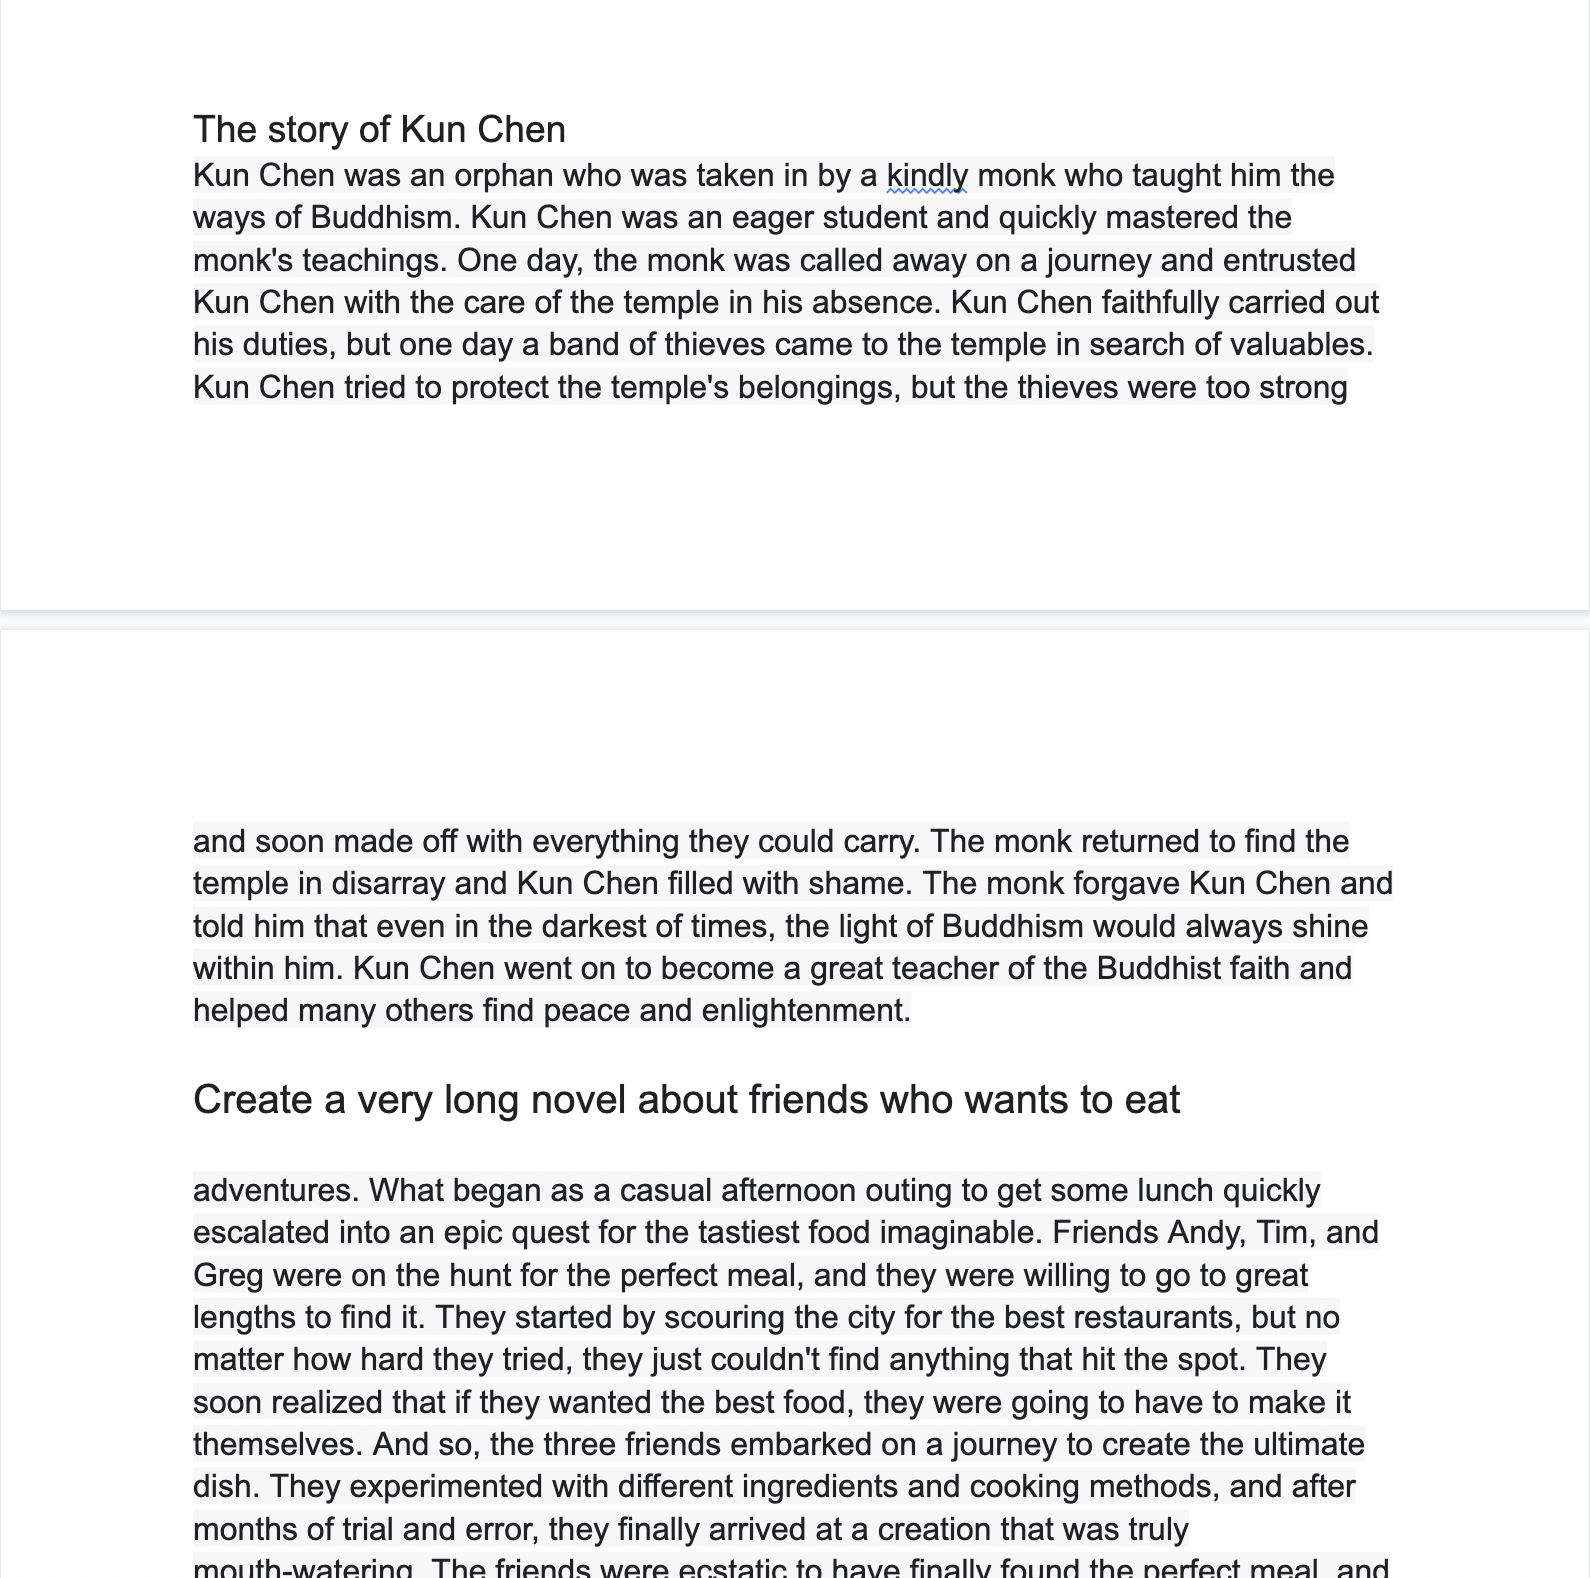 The story of Kun Chen
Kun Chen was an orphan who was taken in by a kindly monk who taught him the
ways of Buddhism. Kun Chen was an eager student and quickly mastered the
monk's teachings. One day, the monk was called away on a journey and entrusted
Kun Chen with the care of the temple in his absence. Kun Chen faithfully carried out
his duties, but one day a band of thieves came to the temple in search of valuables.
Kun Chen tried to protect the temple's belongings, but the thieves were too strong
and soon made off with everything they could carry. The monk returned to find the
temple in disarray and Kun Chen filled with shame. The monk forgave Kun Chen and
told him that even in the darkest of times, the light of Buddhism would always shine
within him. Kun Chen went on to become a great teacher of the Buddhist faith and
helped many others find peace and enlightenment.
Create a very long novel about friends who wants to eat
adventures. What began as a casual afternoon outing to get some lunch quickly
escalated into an epic quest for the tastiest food imaginable. Friends Andy, Tim, and
Greg were on the hunt for the perfect meal, and they were willing to go to great
lengths to find it. They started by scouring the city for the best restaurants, but no
matter how hard they tried, they just couldn't find anything that hit the spot. They
soon realized that if they wanted the best food, they were going to have to make it
themselves. And so, the three friends embarked on a journey to create the ultimate
dish. They experimented with different ingredients and cooking methods, and after
months of trial and error, they finally arrived at a creation that was truly
mouth-watering. The friends were ecstatic to have finally found the perfect meal, and